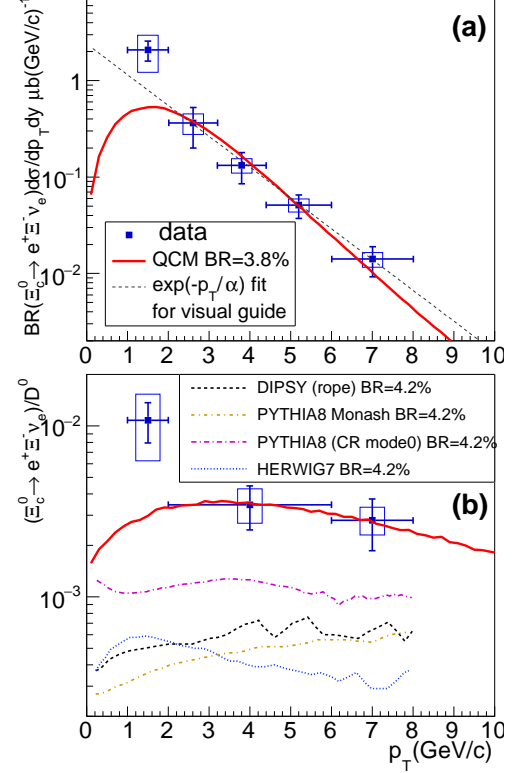 (a)
BR(Ξc0→ e+Ξ-νe)dσ/dpTdy μb(GeV/c)-1
1
10-1
10-2
data
QCM BR=3.8%
exp(-pT/α) fit
for visual guide
0 1 2 3 4 5 6 7 8 9 10
(b)
(Ξc0→ e+Ξ-νe)/D0
10-2
10-3
DIPSY (rope) BR=4.2%
PYTHIA8 Monash BR=4.2%
PYTHIA8 (CR mode0) BR=4.2%
HERWIG7 BR=4.2%
0 1 2 3 4 5 6 7 8 9 10
pT(GeV/c)